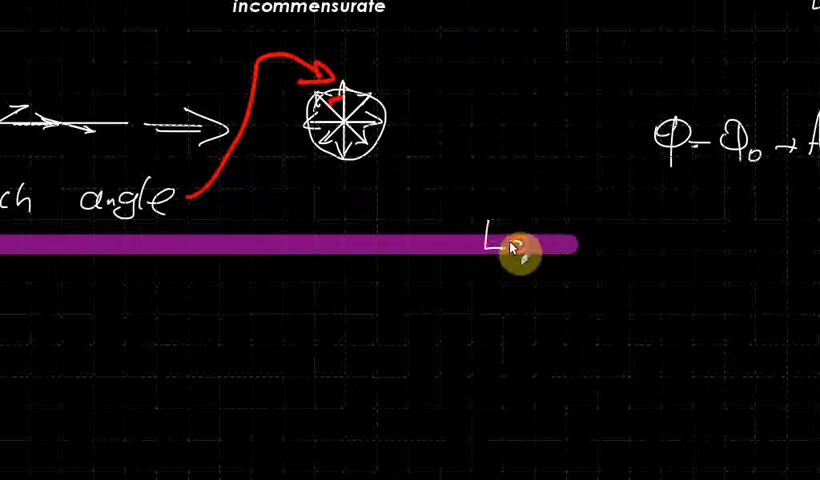 incommensurate
Z
φ = φ₀ +
ch angle
L